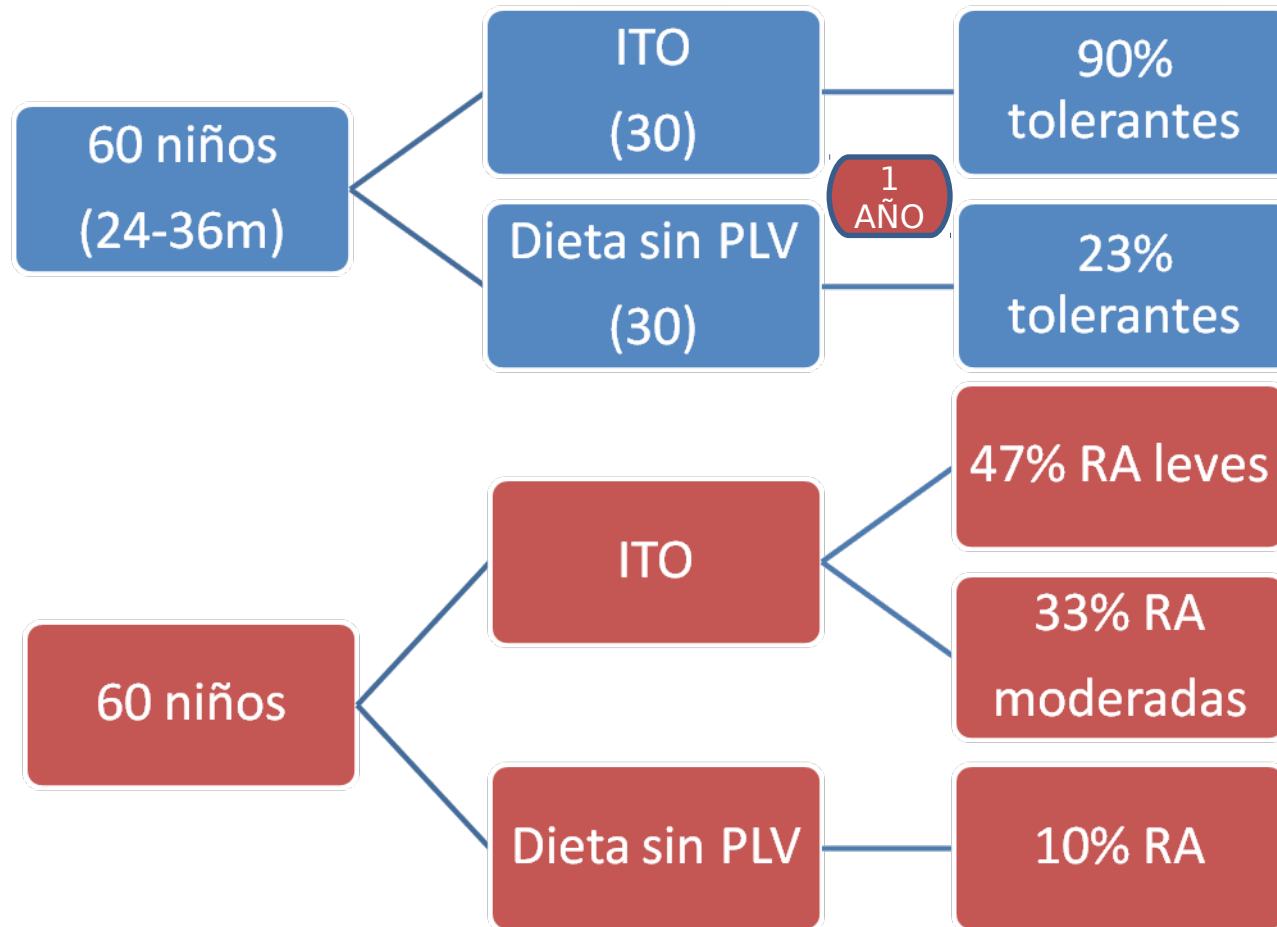 60 niños
(24-36m)
ITO
(30)
90%
tolerantes
1
AÑO
Dieta sin PLV
(30)
23%
tolerantes
60 niños
ITO
47% RA leves
33% RA
moderadas
Dieta sin PLV
10% RA